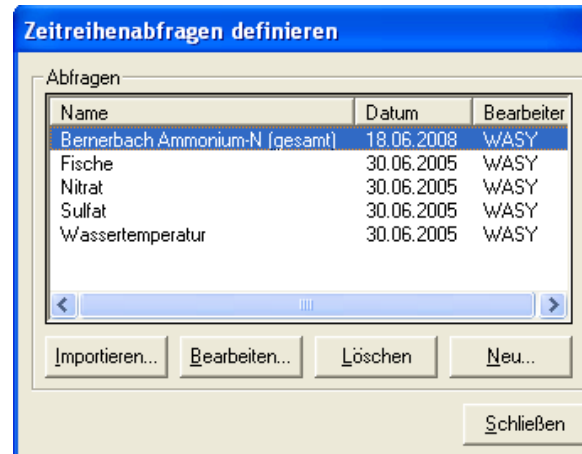 Zeitreihenabfragen definieren
Abfragen
Name Datum Bearbeiter
Bernerbach Ammonium-N (gesamt) 18.06.2008 WASY
Fische 30.06.2005 WASY
Nitrat 30.06.2005 WASY
Sulfat 30.06.2005 WASY
Wassertemperatur 30.06.2005 WASY
Importieren... Bearbeiten... Löschen Neu...
Schließen